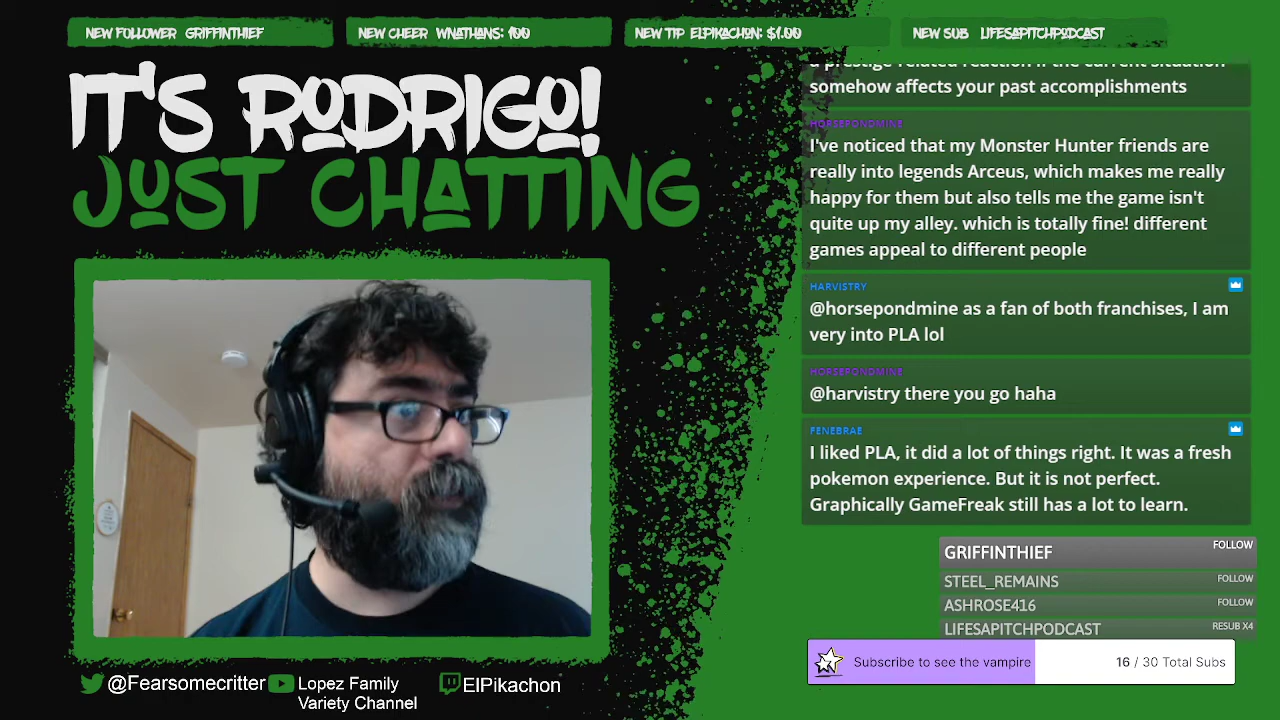 NEW FOLLOWER GRIFFINTHIEF
NEW CHEER WNATHANS: 100
NEW TIP ELPIKACHON: $1.00
NEW SUB LIFESAPITCHPODCAST
IT'S RODRIGO!
JUST CHATTING
a prestige related reaction if the current situation
somehow affects your past accomplishments
HORSEPONDMINE
I've noticed that my Monster Hunter friends are
really into legends Arceus, which makes me really
happy for them but also tells me the game isn't
quite up my alley. which is totally fine! different
games appeal to different people
HARVISTRY
@horsepondmine as a fan of both franchises, I am
very into PLA lol
HORSEPONDMINE
@harvistry there you go haha
FENEBRAE
I liked PLA, it did a lot of things right. It was a fresh
pokemon experience. But it is not perfect.
Graphically GameFreak still has a lot to learn.
GRIFFINTHIEF FOLLOW
STEEL_REMAINS FOLLOW
ASHROSE416 FOLLOW
LIFESAPITCHPODCAST RESUB X4
Subscribe to see the vampire 16 / 30 Total Subs
@Fearsomecritter
Lopez Family
Variety Channel
ElPikachon